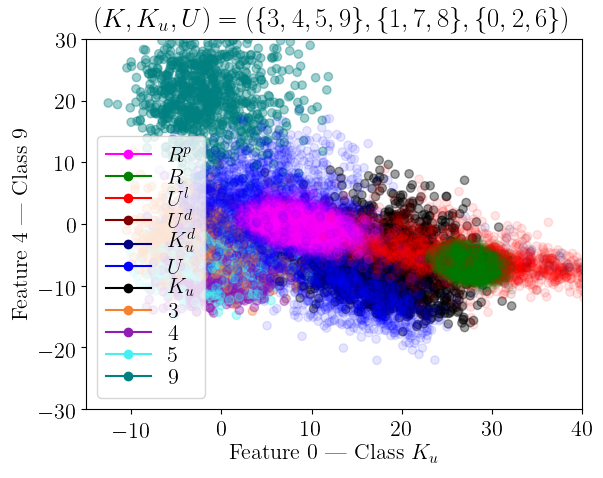 (K, K_u, U) = ({3, 4, 5, 9}, {1, 7, 8}, {0, 2, 6})
30
20
10
0
−10
−20
−30
Feature 4 — Class 9
R^p
R
U^l
U^d
K_u^d
U
K_u
3
4
5
9
−10 0 10 20 30 40
Feature 0 — Class K_u